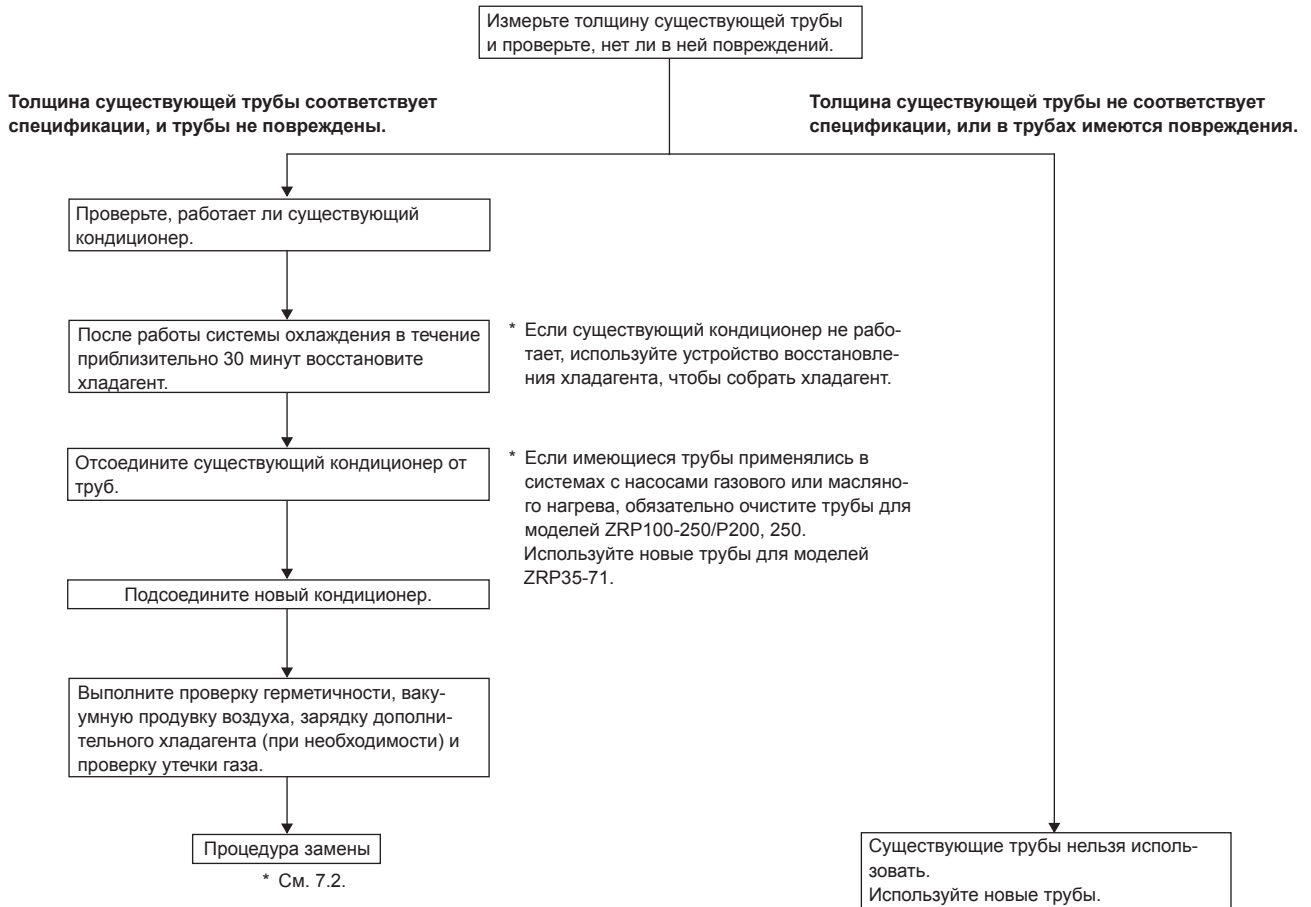 Измерьте толщину существующей трубы
и проверьте, нет ли в ней повреждений.
Толщина существующей трубы соответствует
спецификации, и трубы не повреждены.
Толщина существующей трубы не соответствует
спецификации, или в трубах имеются повреждения.
Проверьте, работает ли существующий
кондиционер.
После работы системы охлаждения в течение
приблизительно 30 минут восстановите
хладагент.
* Если существующий кондиционер не рабо-
тает, используйте устройство восстановле-
ния хладагента, чтобы собрать хладагент.
Отсоедините существующий кондиционер от
труб.
* Если имеющиеся трубы применялись в
системах с насосами газового или масляно-
го нагрева, обязательно очистите трубы для
моделей ZRP100-250/P200, 250.
Используйте новые трубы для моделей
ZRP35-71.
Подсоедините новый кондиционер.
Выполните проверку герметичности, ваку-
умную продувку воздуха, зарядку дополни-
тельного хладагента (при необходимости) и
проверку утечки газа.
Процедура замены
* См. 7.2.
Существующие трубы нельзя исполь-
зовать.
Используйте новые трубы.